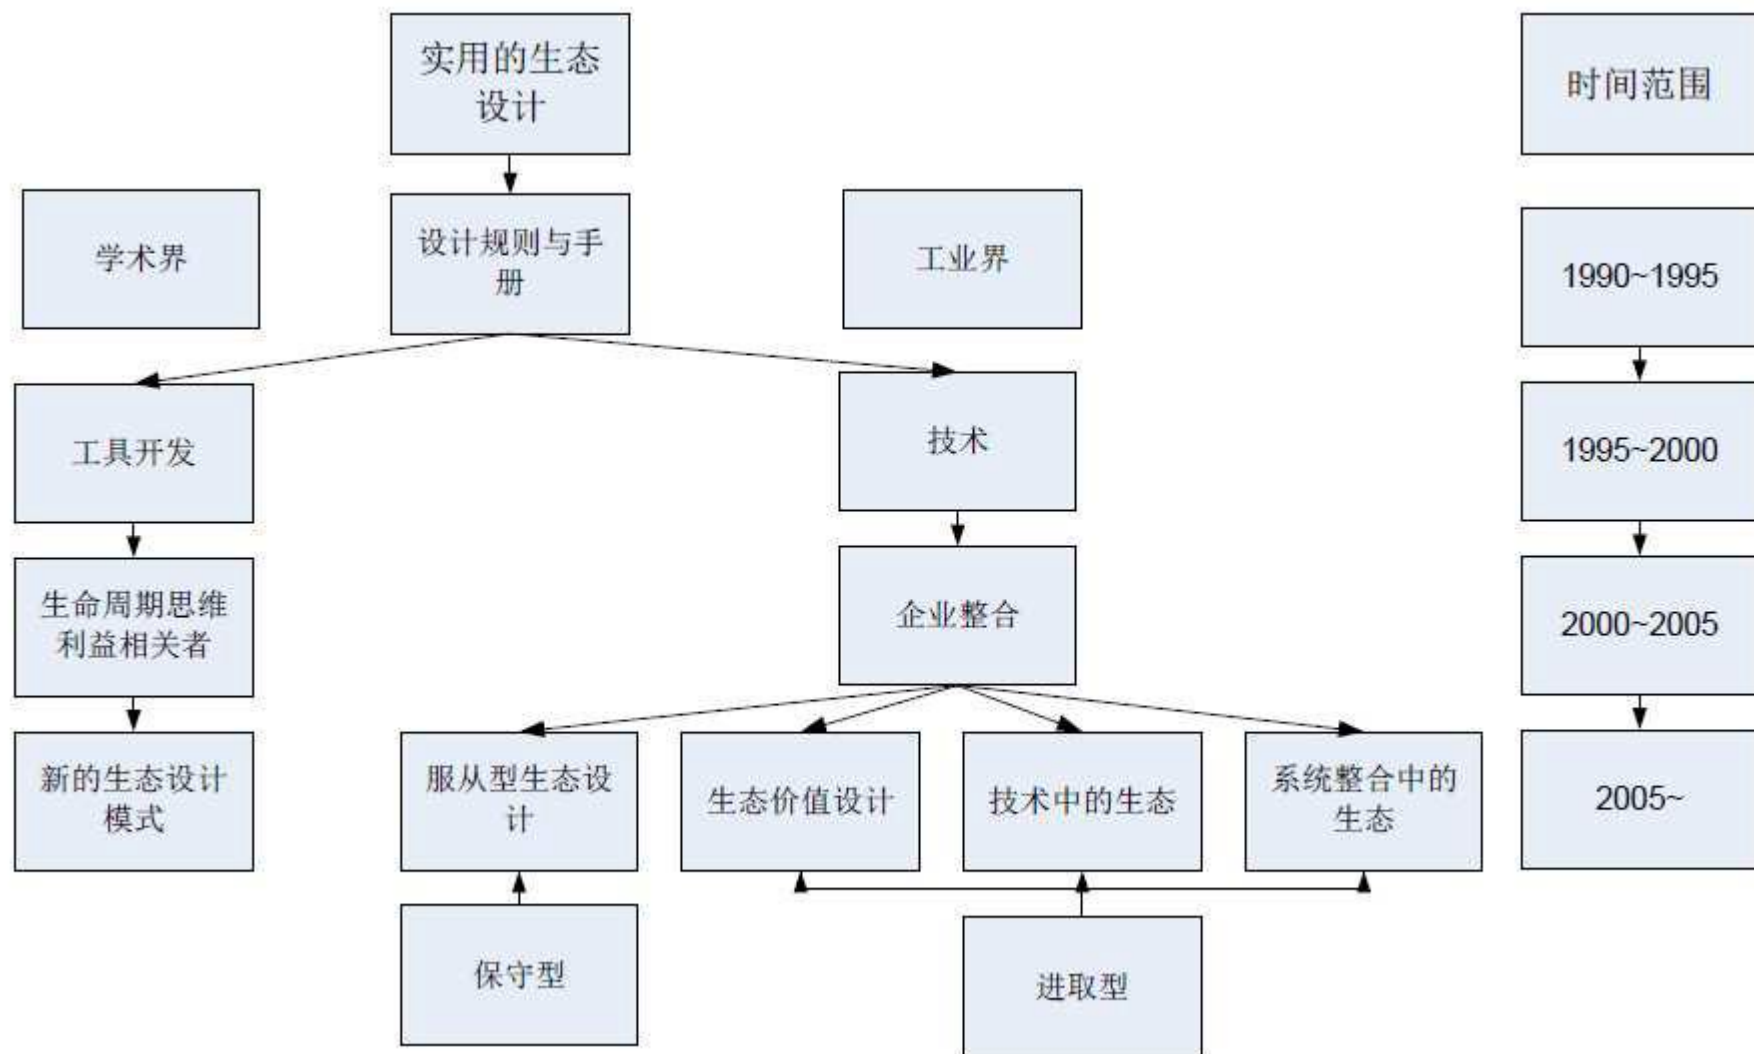 实用的生态
设计
时间范围
学术界
设计规则与手
册
工业界
1990~1995
工具开发
技术
1995~2000
生命周期思维
利益相关者
企业整合
2000~2005
新的生态设计
模式
服从型生态设
计
生态价值设计
技术中的生态
系统整合中的
生态
2005~
保守型
进取型